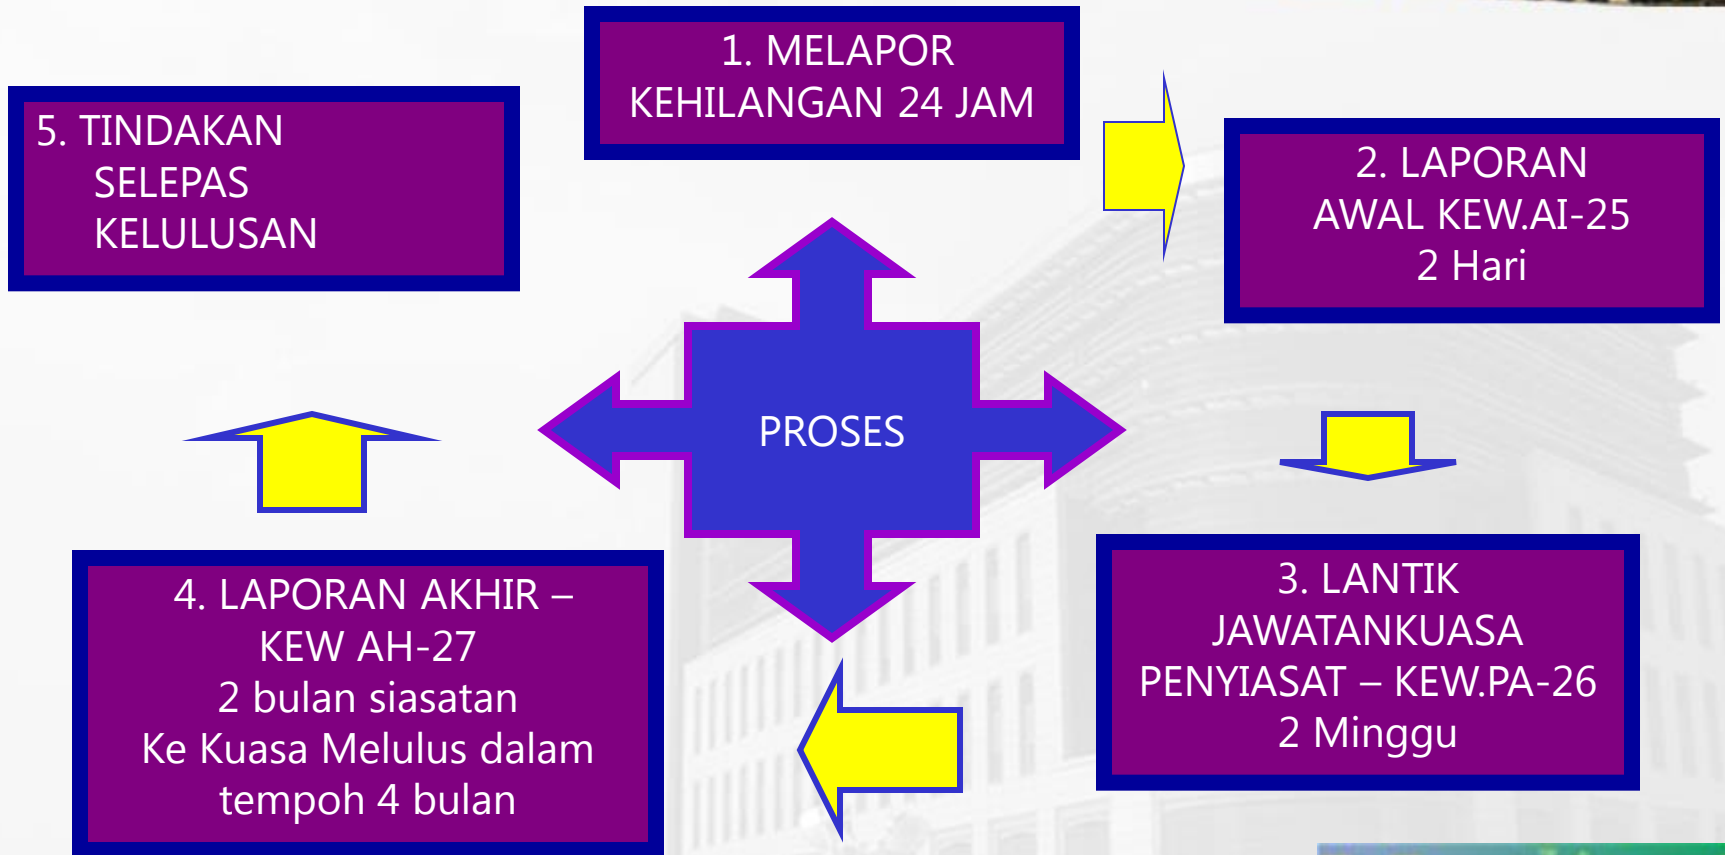 1. MELAPOR
KEHILANGAN 24 JAM
2. LAPORAN
AWAL KEW.AI-25
2 Hari
3. LANTIK
JAWATANKUASA
PENYIASAT – KEW.PA-26
2 Minggu
4. LAPORAN AKHIR –
KEW AH-27
2 bulan siasatan
Ke Kuasa Melulus dalam
tempoh 4 bulan
5. TINDAKAN
SELEPAS
KELULUSAN
PROSES